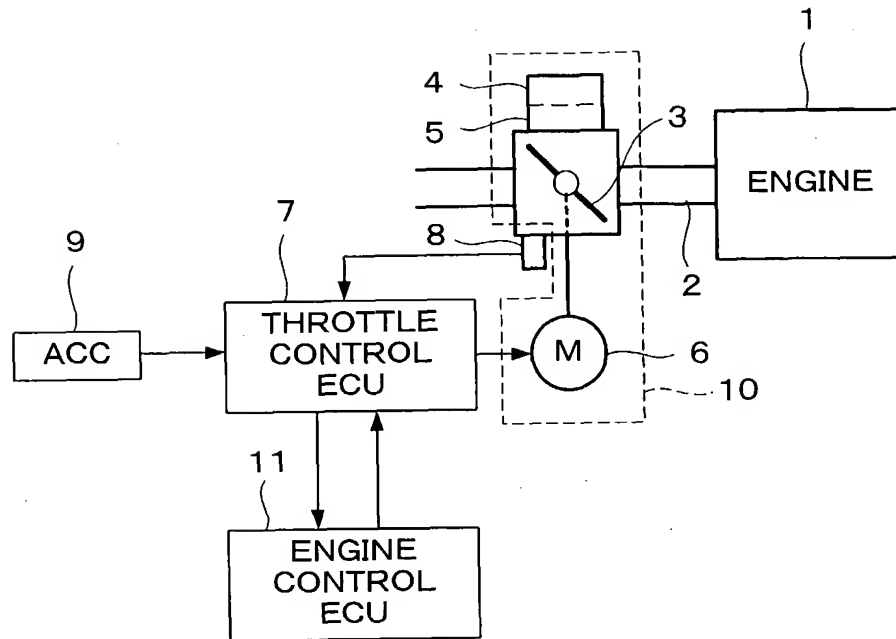 1
ENGINE
2
3
4
5
8
7
THROTTLE
CONTROL
ECU
9
ACC
M
6
10
11
ENGINE
CONTROL
ECU